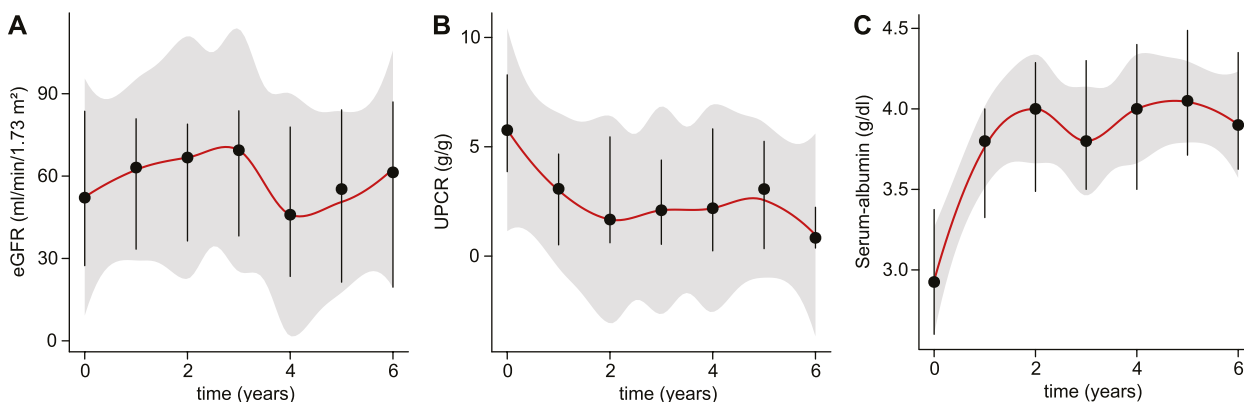 A
eGFR (ml/min/1.73 m²)
90
60
30
0
0 2 4 6
time (years)
B
UPCR (g/g)
10
5
0
0 2 4 6
time (years)
C
Serum-albumin (g/dl)
4.5
4.0
3.5
3.0
0 2 4 6
time (years)